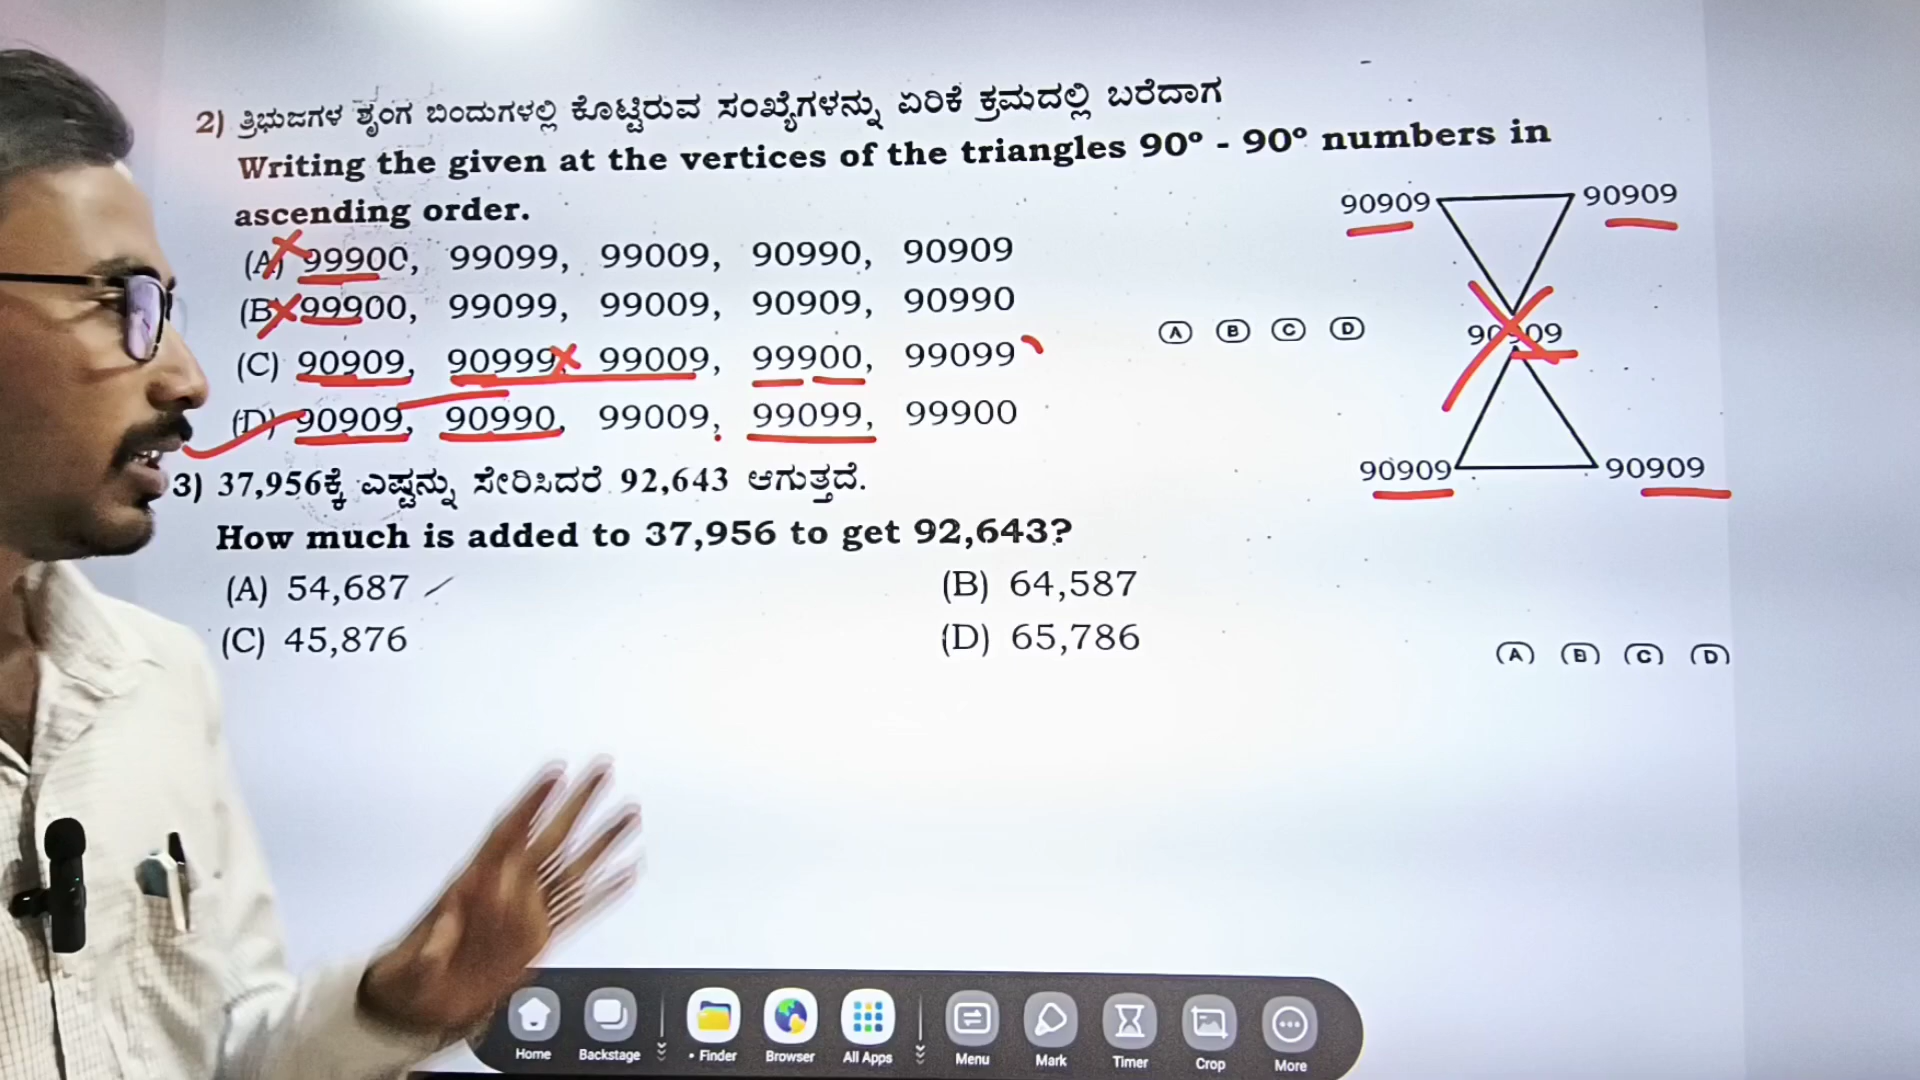 2) ತ್ರಿಭುಜಗಳ ಶೃಂಗ ಬಿಂದುಗಳಲ್ಲಿ ಕೊಟ್ಟಿರುವ ಸಂಖ್ಯೆಗಳನ್ನು ಏರಿಕೆ ಕ್ರಮದಲ್ಲಿ ಬರೆದಾಗ
Writing the given at the vertices of the triangles 90° - 90° numbers in
ascending order.
(A) 99900, 99099, 99009, 90990, 90909
(B) 99900, 99099, 99009, 90909, 90990
(C) 90909, 90999, 99009, 99900, 99099
(D) 90909, 90990, 99009, 99099, 99900
90909 90909
90909
90909 90909
A B C D
3) 37,956ಕ್ಕೆ ಎಷ್ಟನ್ನು ಸೇರಿಸಿದರೆ 92,643 ಆಗುತ್ತದೆ.
How much is added to 37,956 to get 92,643?
(A) 54,687 (B) 64,587
(C) 45,876 (D) 65,786
A B C D
Home Backstage Finder Browser All Apps Menu Mark Timer Crop More